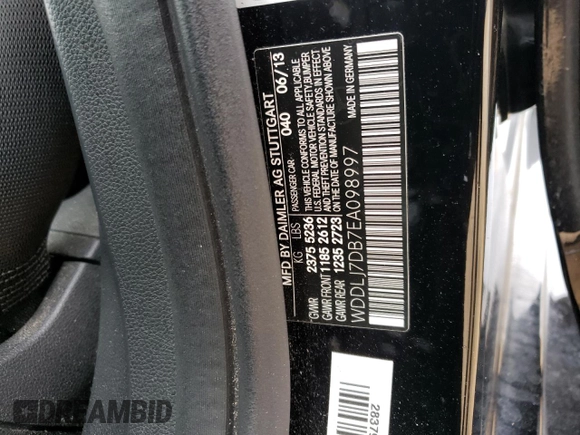 MFD BY DAIMLER AG STUTTGART
040 06/13
KG LBS PASSENGER CAR
GVWR 2375 5236 THIS VEHICLE CONFORMS TO ALL APPLICABLE
GAWR FRONT 1185 2612 U.S. FEDERAL MOTOR VEHICLE SAFETY, BUMPER
GAWR REAR 1235 2723 AND THEFT PREVENTION STANDARDS IN EFFECT
ON THE DATE OF MANUFACTURE SHOWN ABOVE
WDDLJ7DB7EA098997 MADE IN GERMANY
DREAMBID